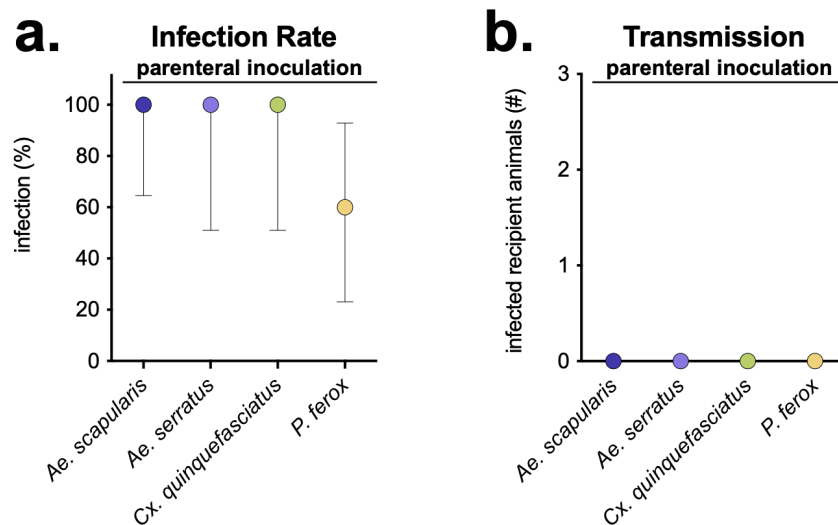 a.
Infection Rate
parenteral inoculation
infection (%)
100
80
60
40
20
0
Ae. scapularis
Ae. serratus
Cx. quinquefasciatus
P. ferox
b.
Transmission
parenteral inoculation
infected recipient animals (#)
3
2
1
0
Ae. scapularis
Ae. serratus
Cx. quinquefasciatus
P. ferox